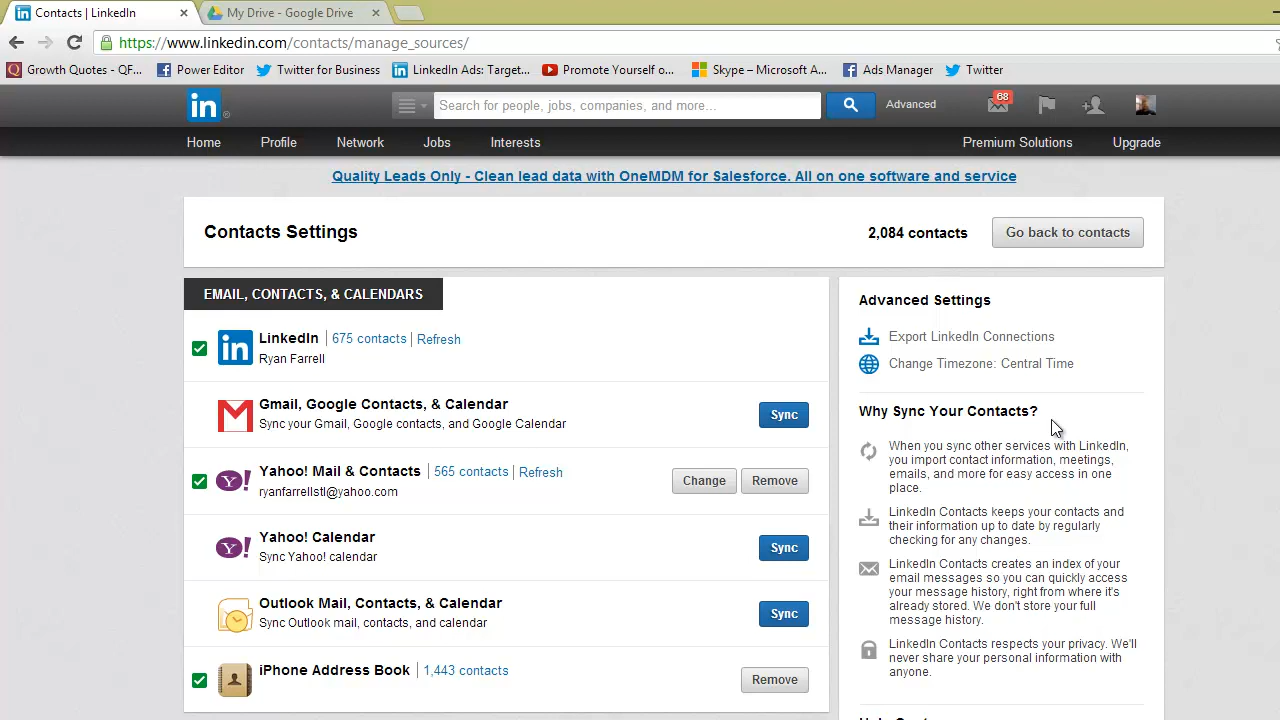 Contacts | LinkedIn
My Drive - Google Drive
https://www.linkedin.com/contacts/manage_sources/
Growth Quotes - QF...
Power Editor
Twitter for Business
LinkedIn Ads: Target...
Promote Yourself o...
Skype – Microsoft A...
Ads Manager
Twitter
in
Search for people, jobs, companies, and more...
Advanced
68
Home
Profile
Network
Jobs
Interests
Premium Solutions
Upgrade
Quality Leads Only - Clean lead data with OneMDM for Salesforce. All on one software and service
Contacts Settings
2,084 contacts
Go back to contacts
EMAIL, CONTACTS, & CALENDARS
in
LinkedIn | 675 contacts | Refresh
Ryan Farrell
Gmail, Google Contacts, & Calendar
Sync your Gmail, Google contacts, and Google Calendar
Sync
Yahoo! Mail & Contacts | 565 contacts | Refresh
ryanfarrellstl@yahoo.com
Change
Remove
Yahoo! Calendar
Sync Yahoo! calendar
Sync
Outlook Mail, Contacts, & Calendar
Sync Outlook mail, contacts, and calendar
Sync
iPhone Address Book | 1,443 contacts
Remove
Advanced Settings
Export LinkedIn Connections
Change Timezone: Central Time
Why Sync Your Contacts?
When you sync other services with LinkedIn,
you import contact information, meetings,
emails, and more for easy access in one
place.
LinkedIn Contacts keeps your contacts and
their information up to date by regularly
checking for any changes.
LinkedIn Contacts creates an index of your
email messages so you can quickly access
your message history, right from where it's
already stored. We don't store your full
message history.
LinkedIn Contacts respects your privacy. We'll
never share your personal information with
anyone.